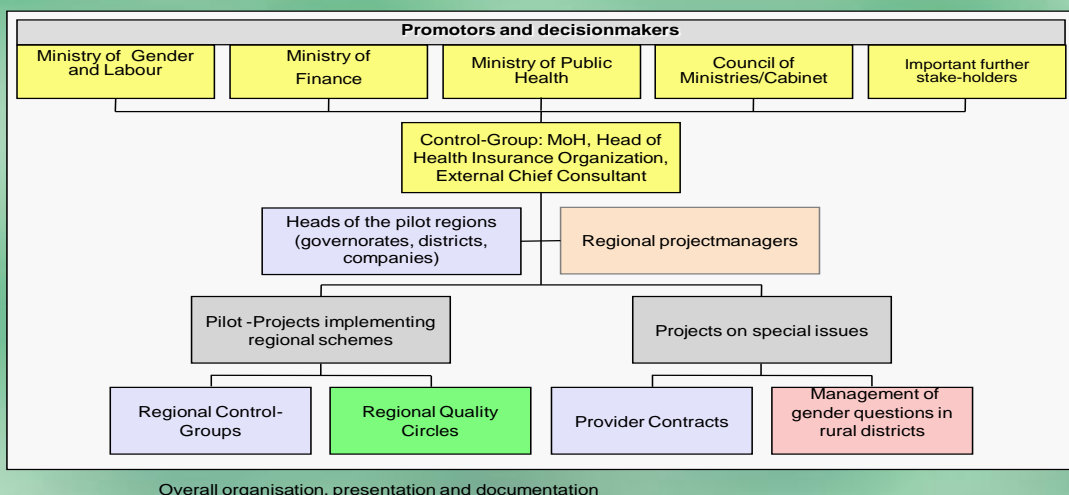 Promotors and decisionmakers
Ministry of Gender
and Labour
Ministry of
Finance
Ministry of Public
Health
Council of
Ministries/Cabinet
Important further
stake-holders
Control-Group: MoH, Head of
Health Insurance Organization,
External Chief Consultant
Heads of the pilot regions
(governorates, districts,
companies)
Regional projectmanagers
Pilot -Projects implementing
regional schemes
Projects on special issues
Regional Control-
Groups
Regional Quality
Circles
Provider Contracts
Management of
gender questions in
rural districts
Overall organisation, presentation and documentation